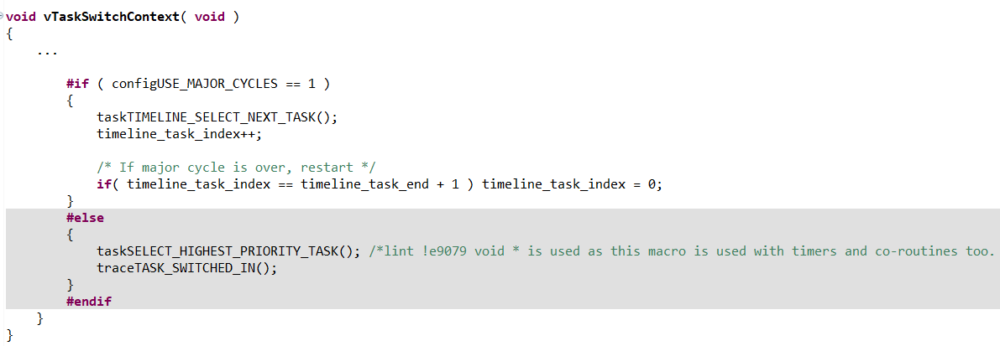 void vTaskSwitchContext( void )
{
    ...
        #if ( configUSE_MAJOR_CYCLES == 1 )
        {
            taskTIMELINE_SELECT_NEXT_TASK();
            timeline_task_index++;
            /* If major cycle is over, restart */
            if( timeline_task_index == timeline_task_end + 1 ) timeline_task_index = 0;
        }
        #else
        {
            taskSELECT_HIGHEST_PRIORITY_TASK(); /*lint !e9079 void * is used as this macro is used with timers and co-routines too.
            traceTASK_SWITCHED_IN();
        }
        #endif
    }
}